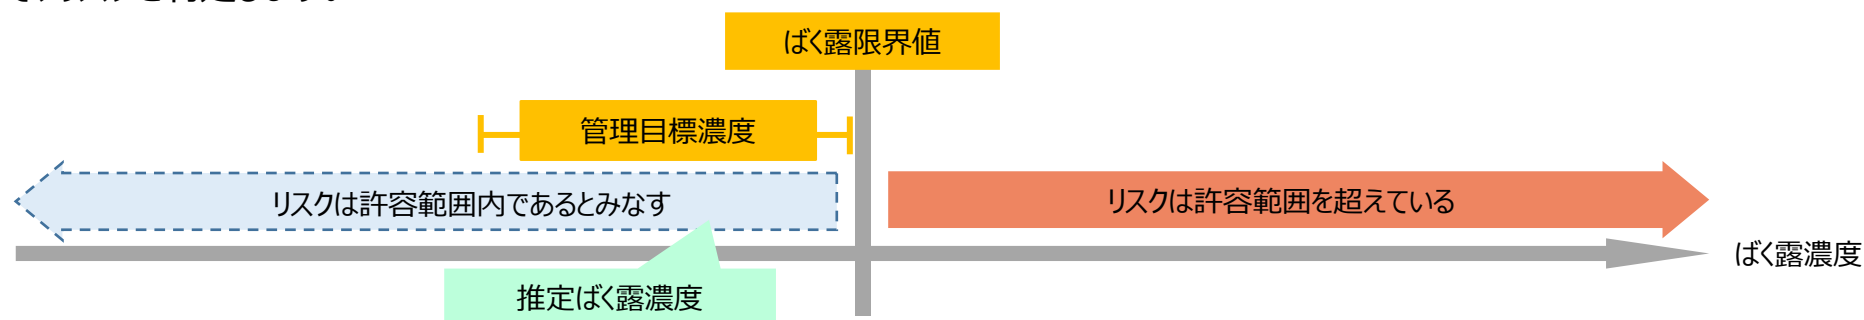 ばく露限界値
管理目標濃度
リスクは許容範囲内であるとみなす
リスクは許容範囲を超えている
ばく露濃度
推定ばく露濃度